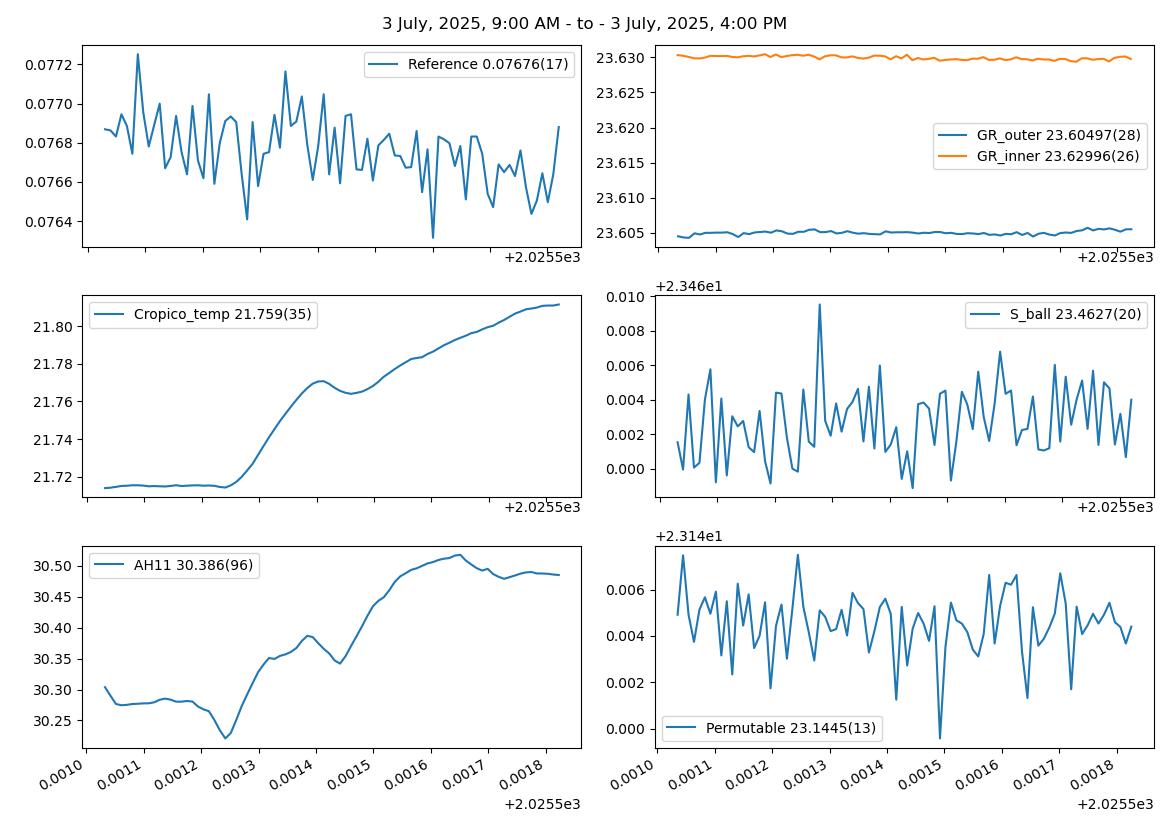 3 July, 2025, 9:00 AM - to - 3 July, 2025, 4:00 PM
Reference 0.07676(17)
0.0772
0.0770
0.0768
0.0766
0.0764
+2.0255e3
GR_outer 23.60497(28)
GR_inner 23.62996(26)
23.630
23.625
23.620
23.615
23.610
23.605
+2.0255e3
Cropico_temp 21.759(35)
21.80
21.78
21.76
21.74
21.72
+2.0255e3
+2.346e1
S_ball 23.4627(20)
0.010
0.008
0.006
0.004
0.002
0.000
+2.0255e3
AH11 30.386(96)
30.50
30.45
30.40
30.35
30.30
30.25
0.0010 0.0011 0.0012 0.0013 0.0014 0.0015 0.0016 0.0017 0.0018
+2.0255e3
+2.314e1
0.006
0.004
0.002
0.000
Permutable 23.1445(13)
0.0010 0.0011 0.0012 0.0013 0.0014 0.0015 0.0016 0.0017 0.0018
+2.0255e3